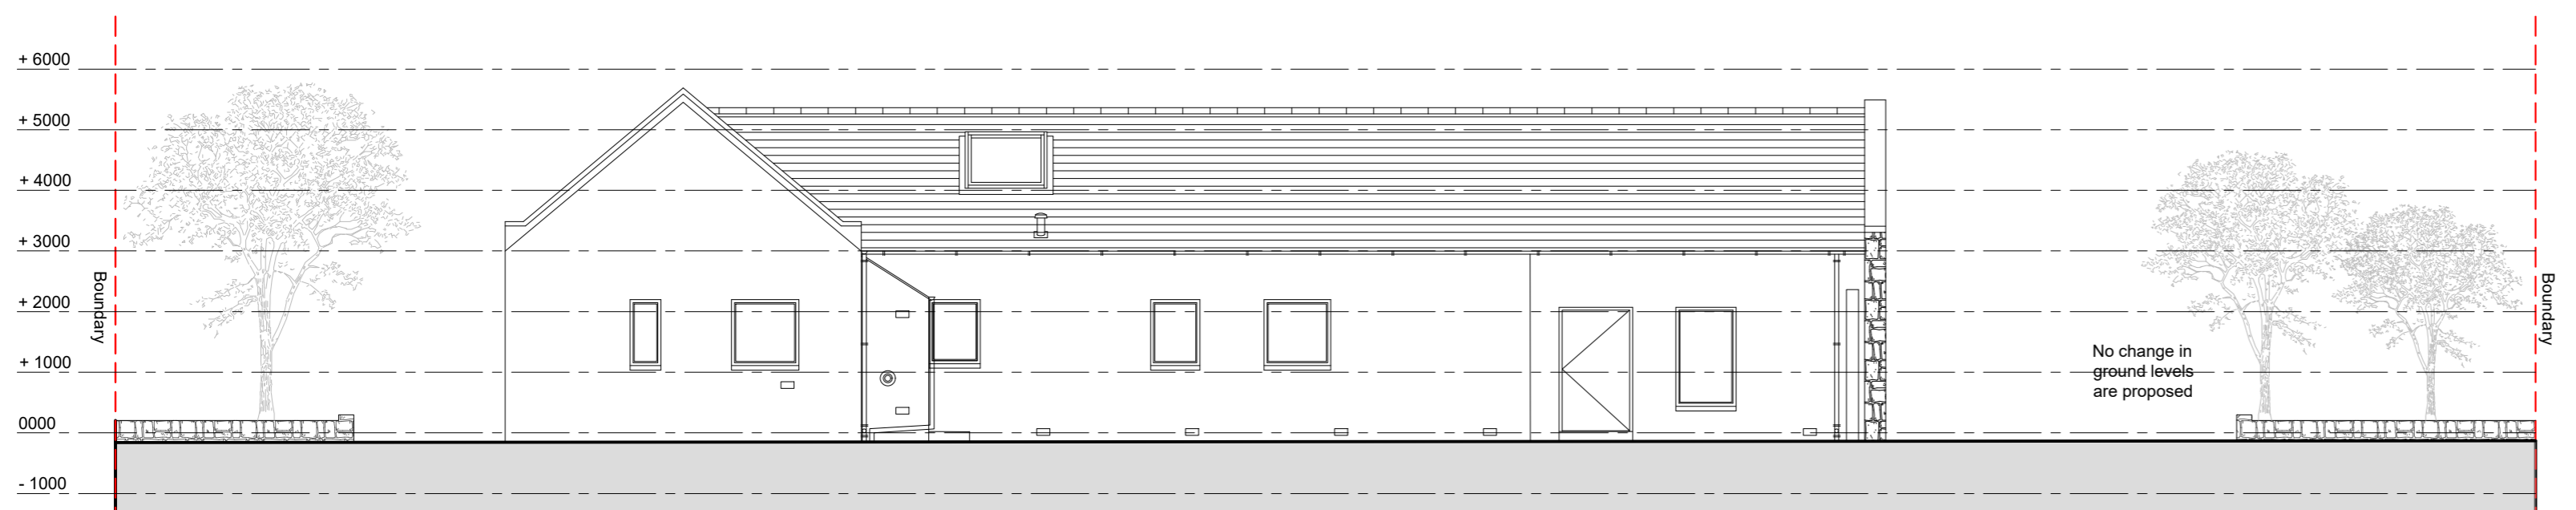 + 6000
+ 5000
+ 4000
+ 3000
+ 2000
+ 1000
0000
- 1000
Boundary
No change in
ground levels
are proposed
Boundary